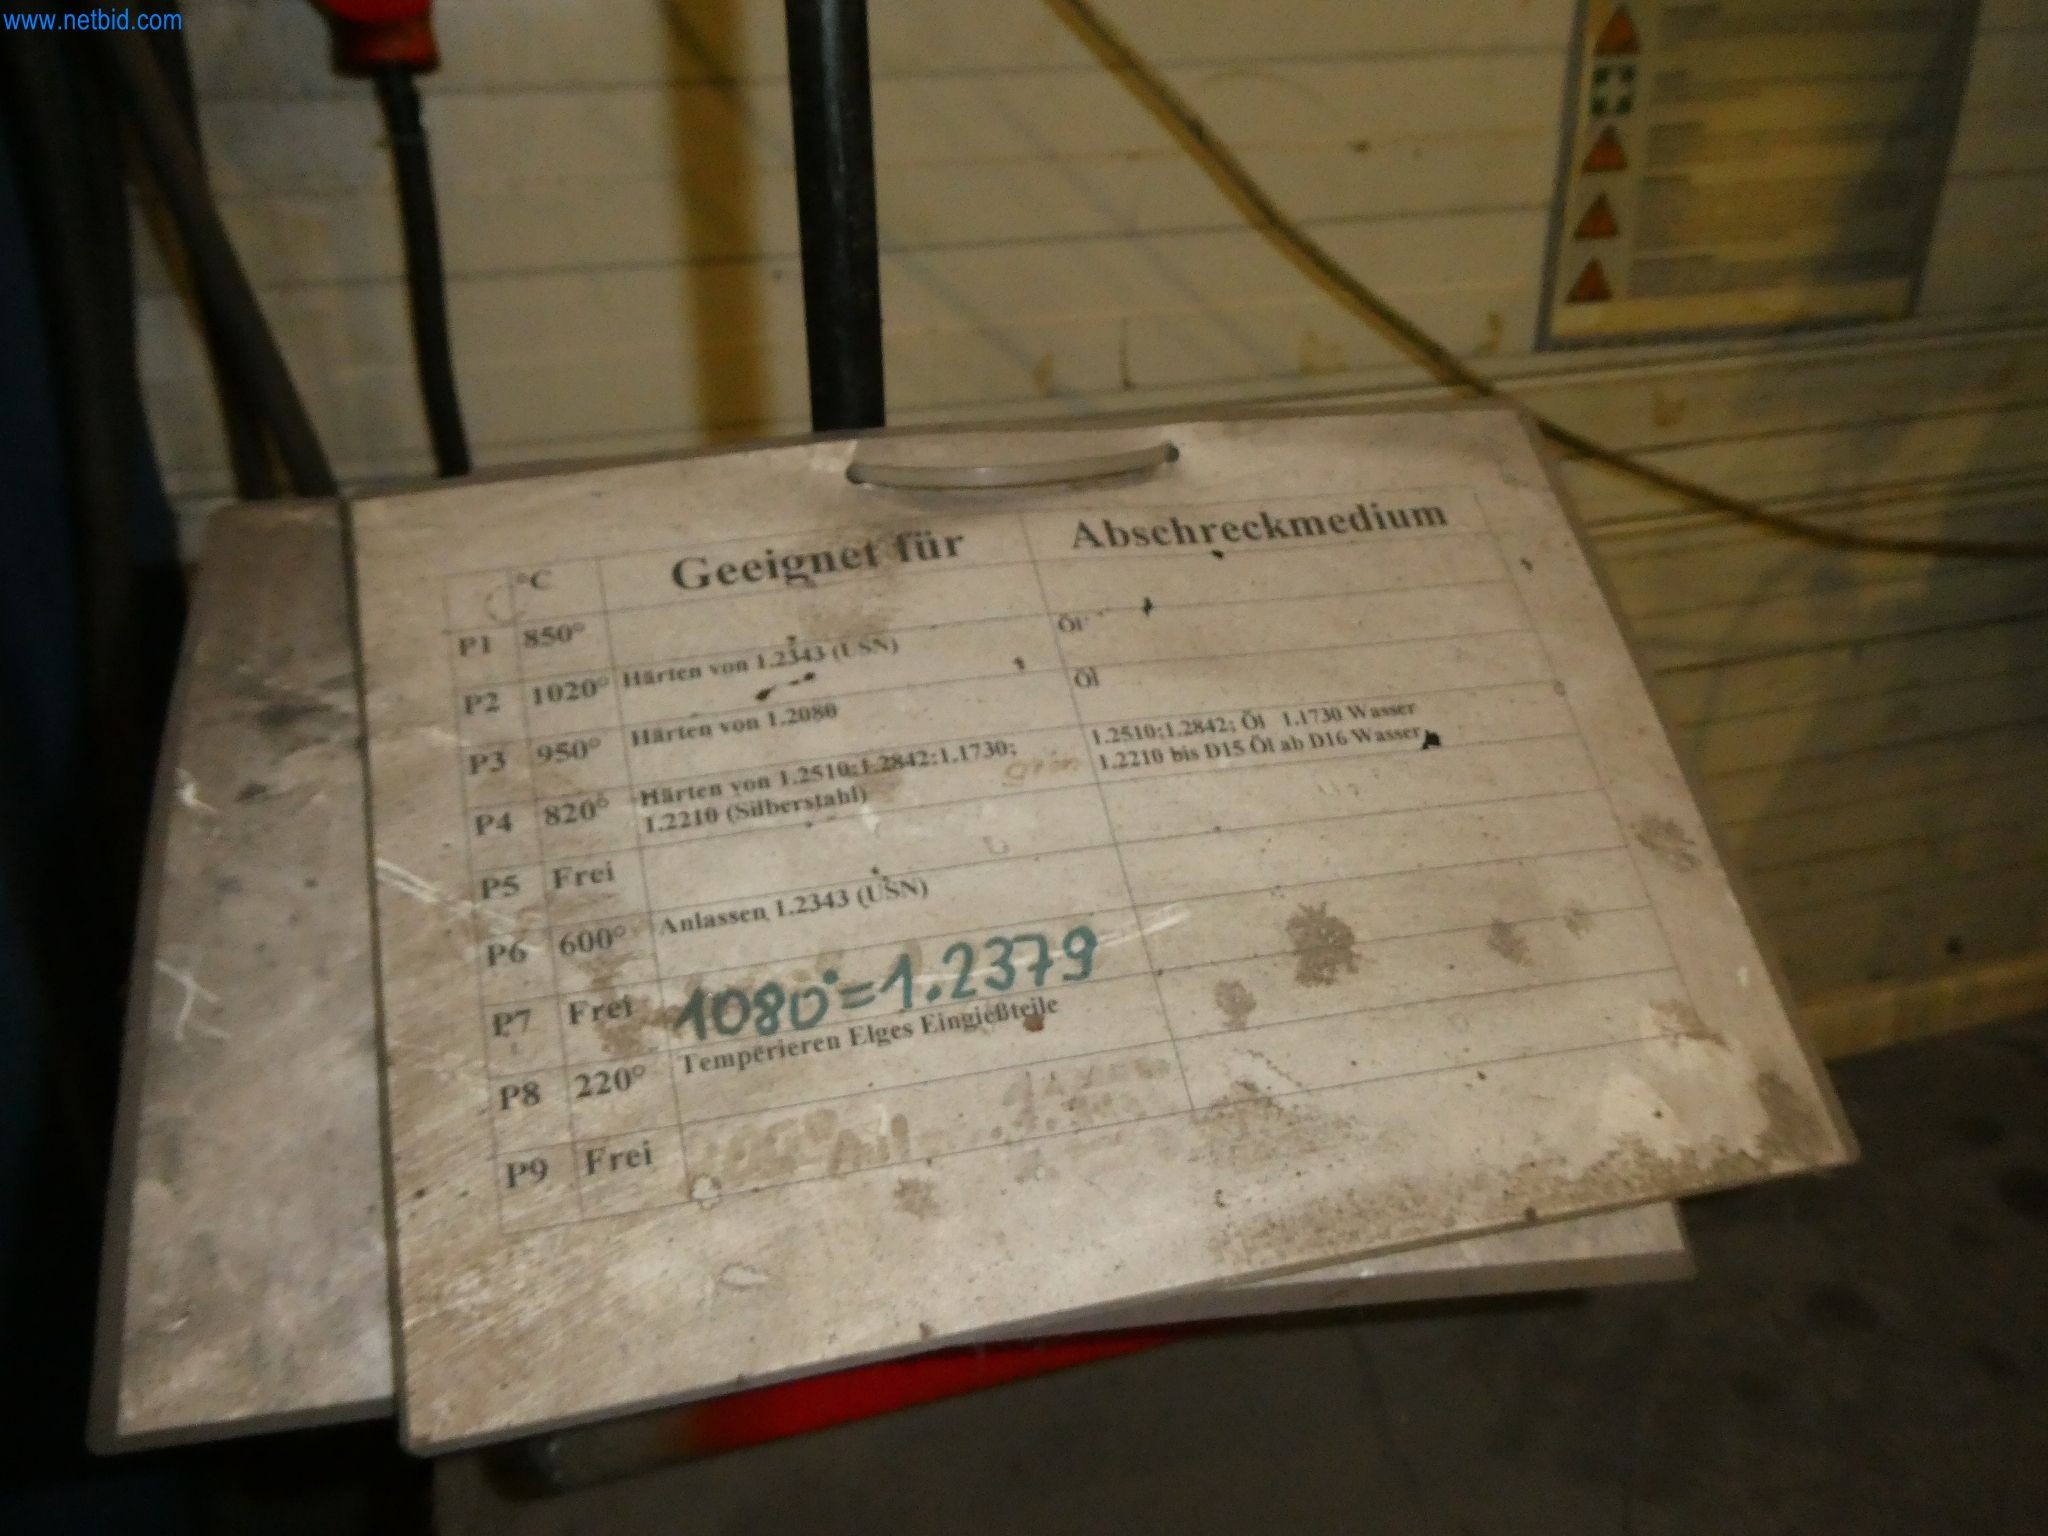 www.netbid.com
°C Geeignet für Abschreckmedium
P1 850°
P2 1020° Härten von 1.2343 (USN) Öl
P3 950° Härten von 1.2080 Öl
P4 820° Härten von 1.2510;1.2842;1.1730; 1.2510;1.2842; Öl 1.1730 Wasser
1.2210 (Silberstahl) 1.2210 bis D15 Öl ab D16 Wasser
P5 Frei
P6 600° Anlassen 1.2343 (USN)
P7 Frei 1080°=1.2379
P8 220° Temperieren Elges Eingießteile
P9 Frei